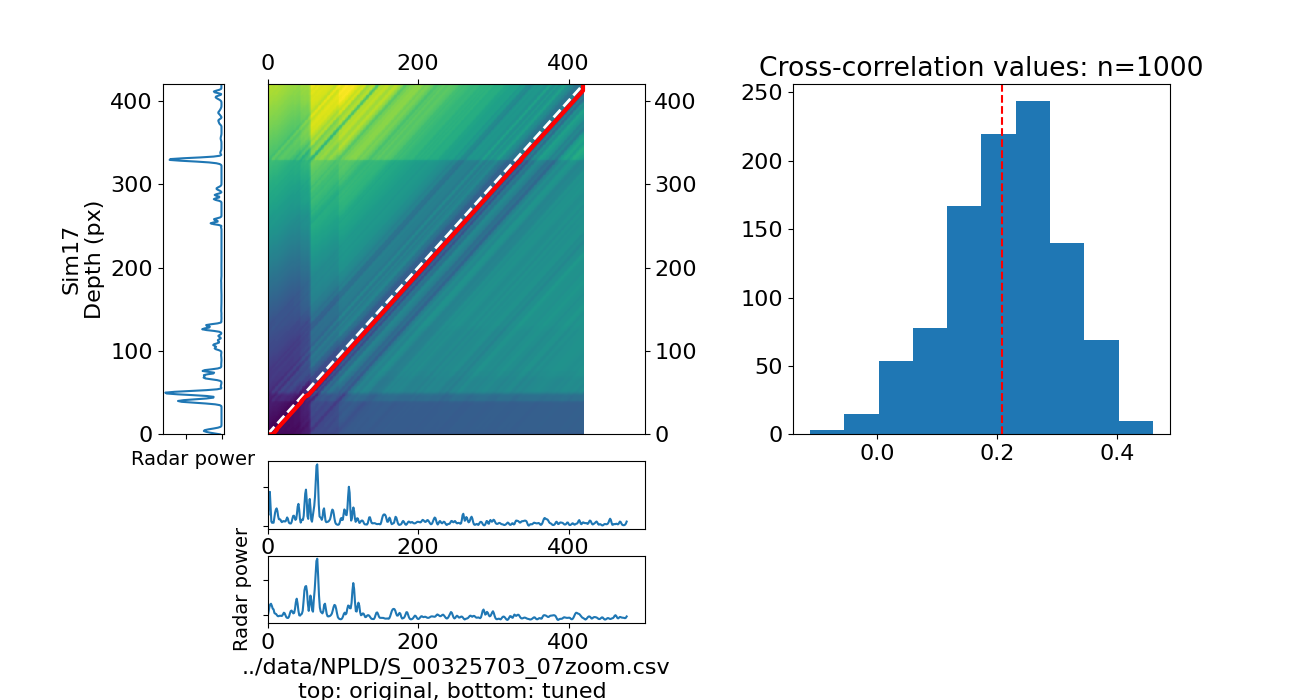 0 200 400
Cross-correlation values: n=1000
400 300 200 100 0
Sim17
Depth (px)
Radar power
400 300 200 100 0
250 200 150 100 50 0
0.0 0.2 0.4
0 200 400
Radar power
0 200 400
../data/NPLD/S_00325703_07zoom.csv
top: original, bottom: tuned